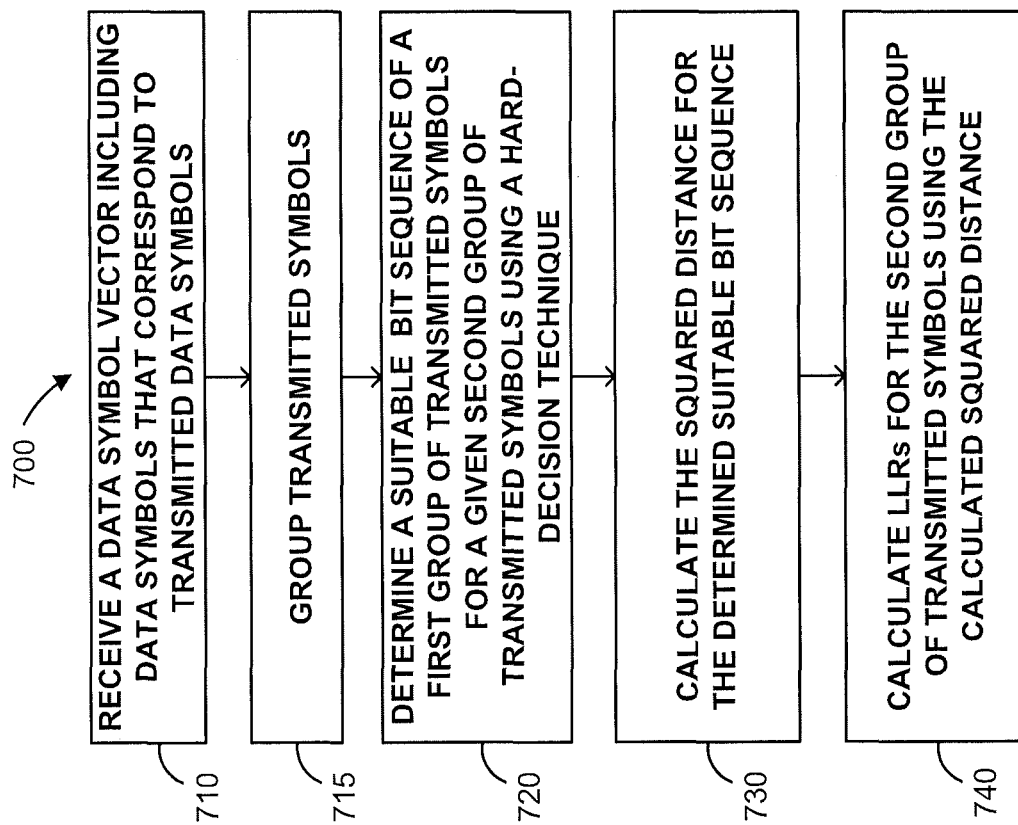 700
RECEIVE A DATA SYMBOL VECTOR INCLUDING
DATA SYMBOLS THAT CORRESPOND TO
TRANSMITTED DATA SYMBOLS
710
GROUP TRANSMITTED SYMBOLS
715
DETERMINE A SUITABLE BIT SEQUENCE OF A
FIRST GROUP OF TRANSMITTED SYMBOLS
FOR A GIVEN SECOND GROUP OF
TRANSMITTED SYMBOLS USING A HARD-
DECISION TECHNIQUE
720
CALCULATE THE SQUARED DISTANCE FOR
THE DETERMINED SUITABLE BIT SEQUENCE
730
CALCULATE LLRs FOR THE SECOND GROUP
OF TRANSMITTED SYMBOLS USING THE
CALCULATED SQUARED DISTANCE
740